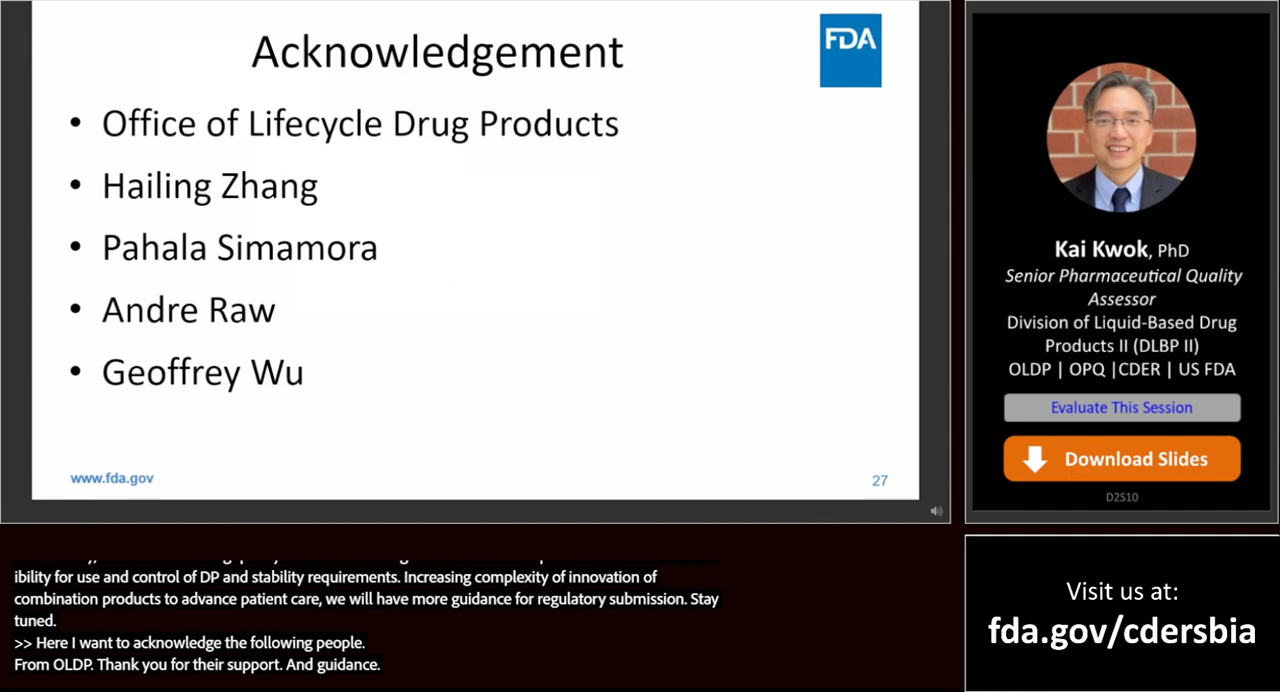 Acknowledgement
FDA
• Office of Lifecycle Drug Products
• Hailing Zhang
• Pahala Simamora
• Andre Raw
• Geoffrey Wu
www.fda.gov
27
Kai Kwok, PhD
Senior Pharmaceutical Quality
Assessor
Division of Liquid-Based Drug
Products II (DLBP II)
OLDP | OPQ |CDER | US FDA
Evaluate This Session
Download Slides
D2S10
ibility for use and control of DP and stability requirements. Increasing complexity of innovation of
combination products to advance patient care, we will have more guidance for regulatory submission. Stay
tuned.
>> Here I want to acknowledge the following people.
From OLDP. Thank you for their support. And guidance.
Visit us at:
fda.gov/cdersbia